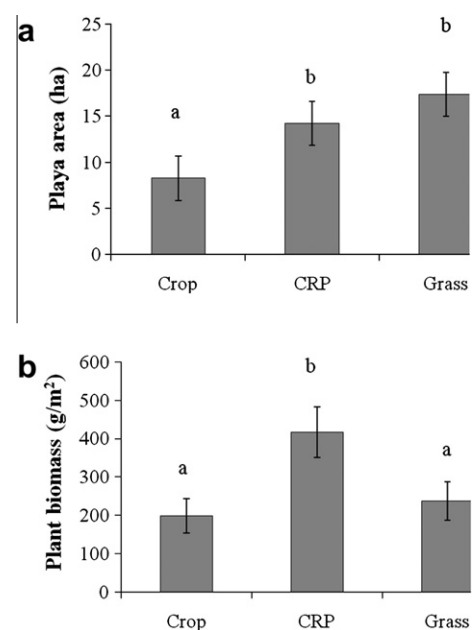 a
b
25
b
20
a
15
10
5
0
Playa area (ha)
Crop
CRP
Grass
b
600
b
500
400
a
a
300
200
100
0
Plant biomass (g/m²)
Crop
CRP
Grass